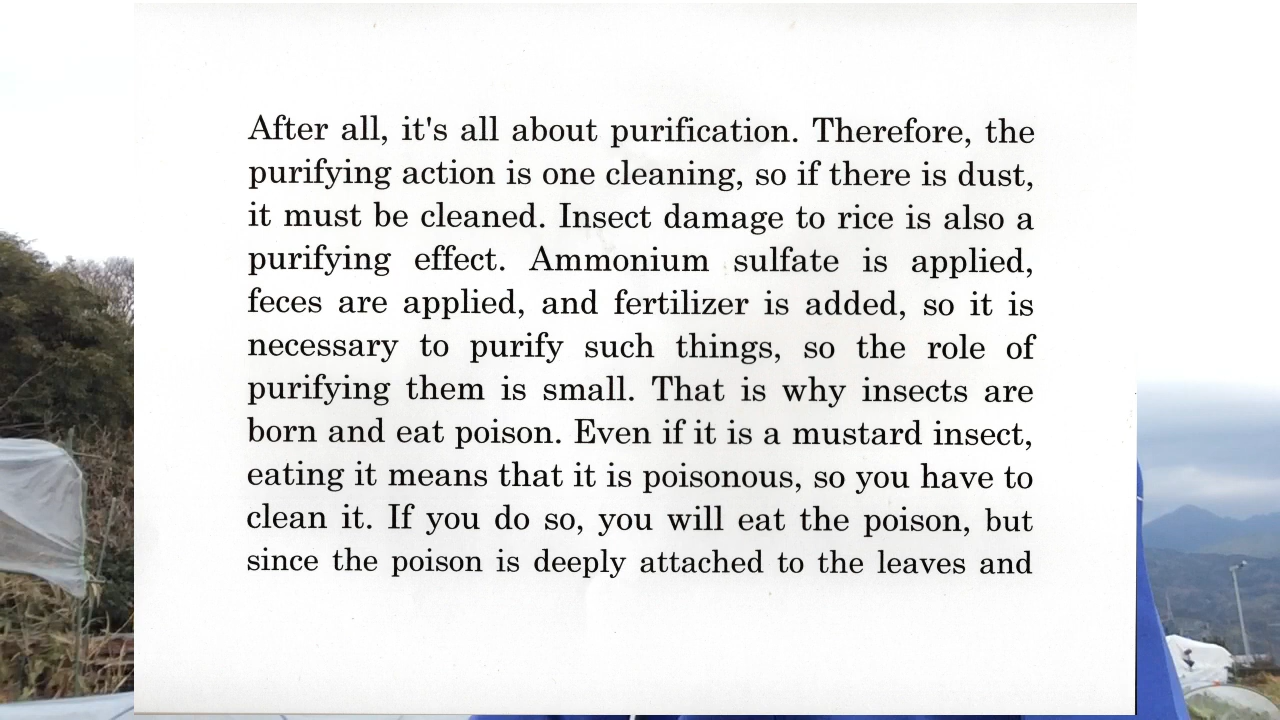 After all, it's all about purification. Therefore, the
purifying action is one cleaning, so if there is dust,
it must be cleaned. Insect damage to rice is also a
purifying effect. Ammonium sulfate is applied,
feces are applied, and fertilizer is added, so it is
necessary to purify such things, so the role of
purifying them is small. That is why insects are
born and eat poison. Even if it is a mustard insect,
eating it means that it is poisonous, so you have to
clean it. If you do so, you will eat the poison, but
since the poison is deeply attached to the leaves and